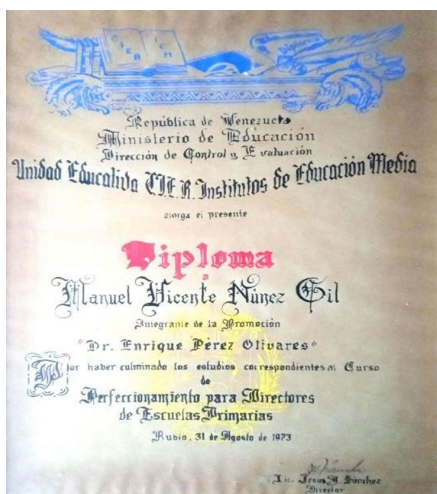 República de Venezuela
Ministerio de Educación
Dirección de Control y Evaluación
Unidad Educativa C.I.E.R. Institutos de Educación Media
otorga el presente
Diploma
Manuel Vicente Núñez Gil
Integrante de la Promoción
"Dr. Enrique Pérez Olivares"
Por haber culminado los estudios correspondientes al Curso
de
Perfeccionamiento para Directores
de Escuelas Primarias
Rubio, 31 de Agosto de 1973
Lic. Jesús A. Sánchez
Director